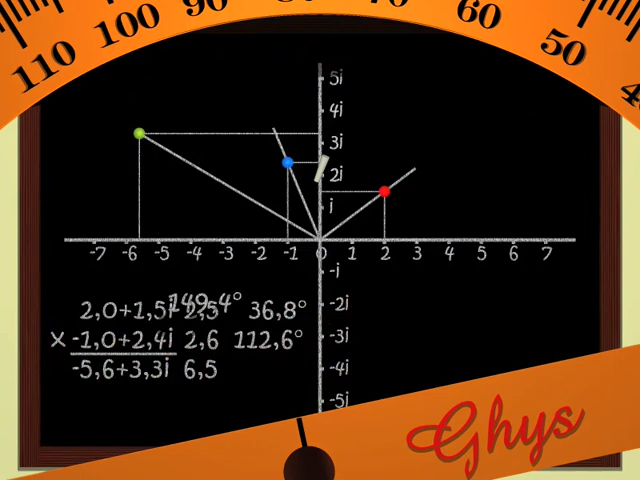 110 100 90 70 60 50
5i
4i
3i
2i
i
-7 -6 -5 -4 -3 -2 -1 0 1 2 3 4 5 6 7
-i
-2i
-3i
-4i
-5i
149,4°
2,0+1,5i 2,5 36,8°
x -1,0+2,4i 2,6 112,6°
-5,6+3,3i 6,5
Ghys